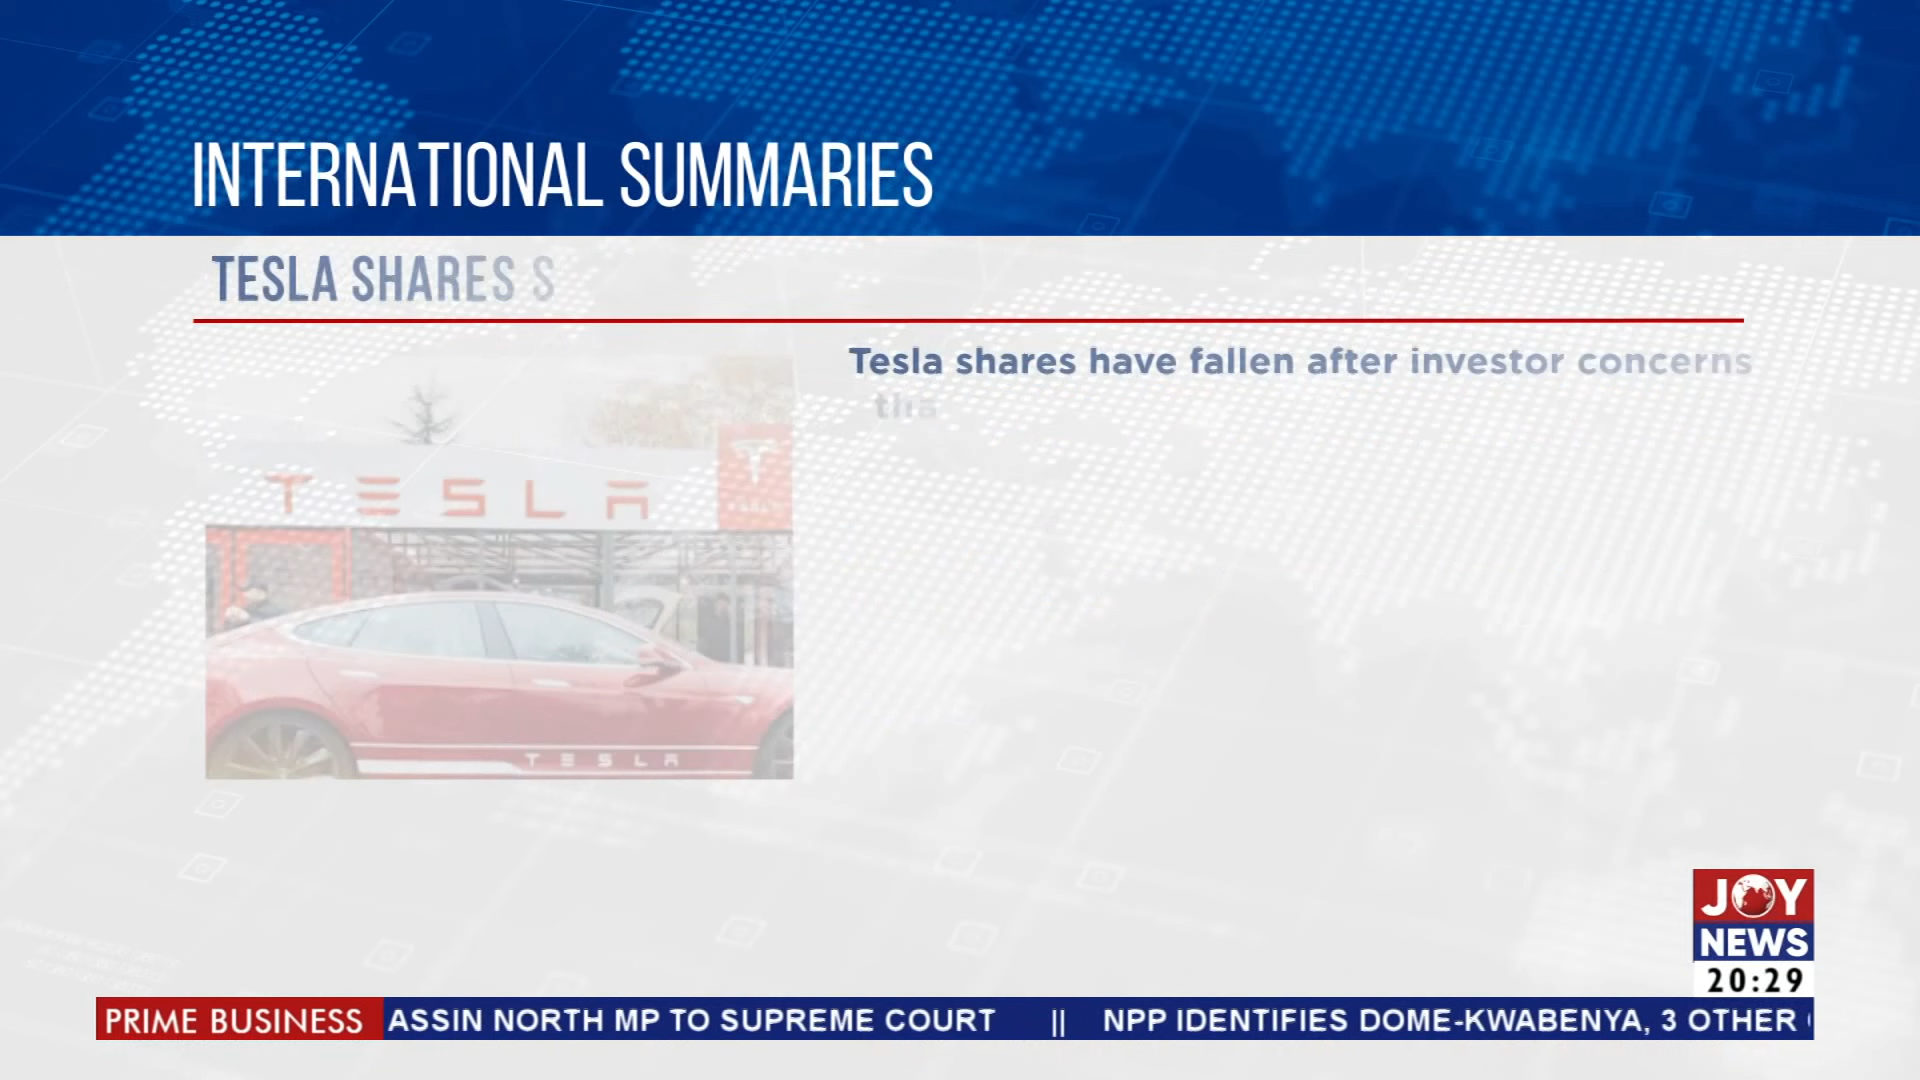 INTERNATIONAL SUMMARIES
TESLA SHARES S
Tesla shares have fallen after investor concerns
tha
TESLA
TESLA
JOY
NEWS
20:29
PRIME BUSINESS ASSIN NORTH MP TO SUPREME COURT || NPP IDENTIFIES DOME-KWABENYA, 3 OTHER